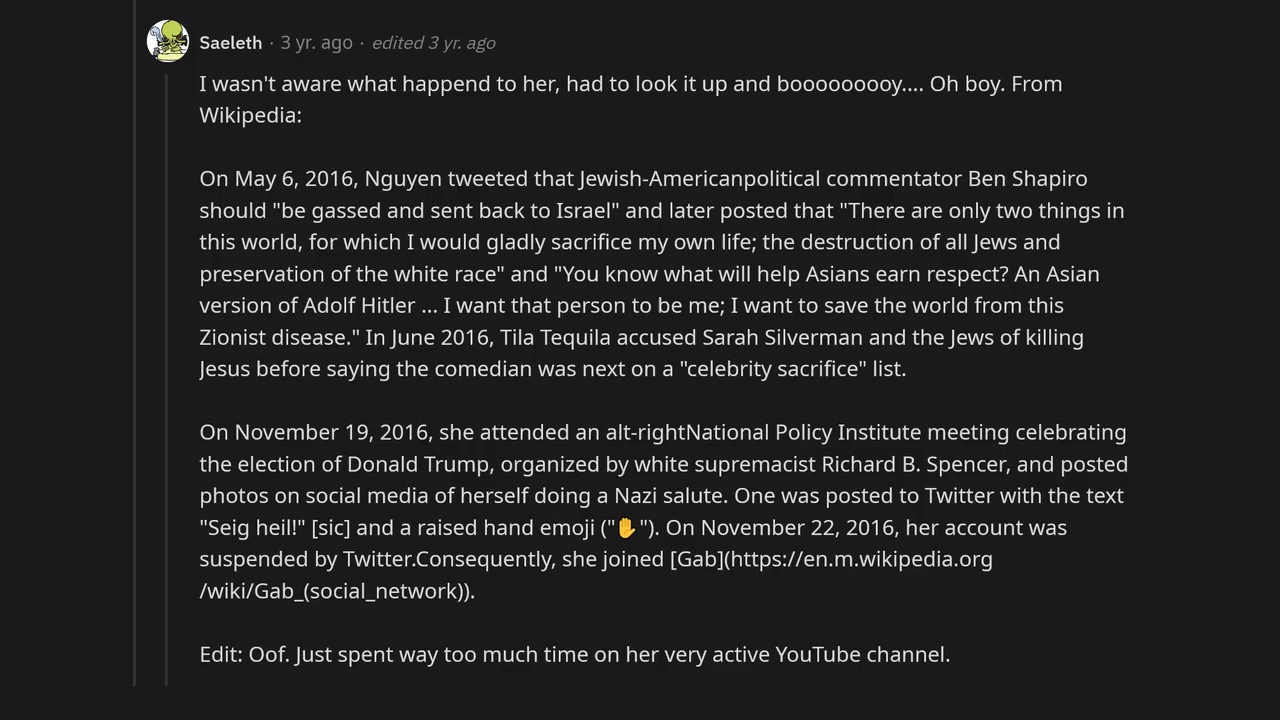 Saeleth · 3 yr. ago · edited 3 yr. ago
I wasn't aware what happend to her, had to look it up and booooooooy.... Oh boy. From
Wikipedia:
On May 6, 2016, Nguyen tweeted that Jewish-Americanpolitical commentator Ben Shapiro
should "be gassed and sent back to Israel" and later posted that "There are only two things in
this world, for which I would gladly sacrifice my own life; the destruction of all Jews and
preservation of the white race" and "You know what will help Asians earn respect? An Asian
version of Adolf Hitler ... I want that person to be me; I want to save the world from this
Zionist disease." In June 2016, Tila Tequila accused Sarah Silverman and the Jews of killing
Jesus before saying the comedian was next on a "celebrity sacrifice" list.
On November 19, 2016, she attended an alt-rightNational Policy Institute meeting celebrating
the election of Donald Trump, organized by white supremacist Richard B. Spencer, and posted
photos on social media of herself doing a Nazi salute. One was posted to Twitter with the text
"Seig heil!" [sic] and a raised hand emoji ("✋"). On November 22, 2016, her account was
suspended by Twitter.Consequently, she joined [Gab](https://en.m.wikipedia.org
/wiki/Gab_(social_network)).
Edit: Oof. Just spent way too much time on her very active YouTube channel.